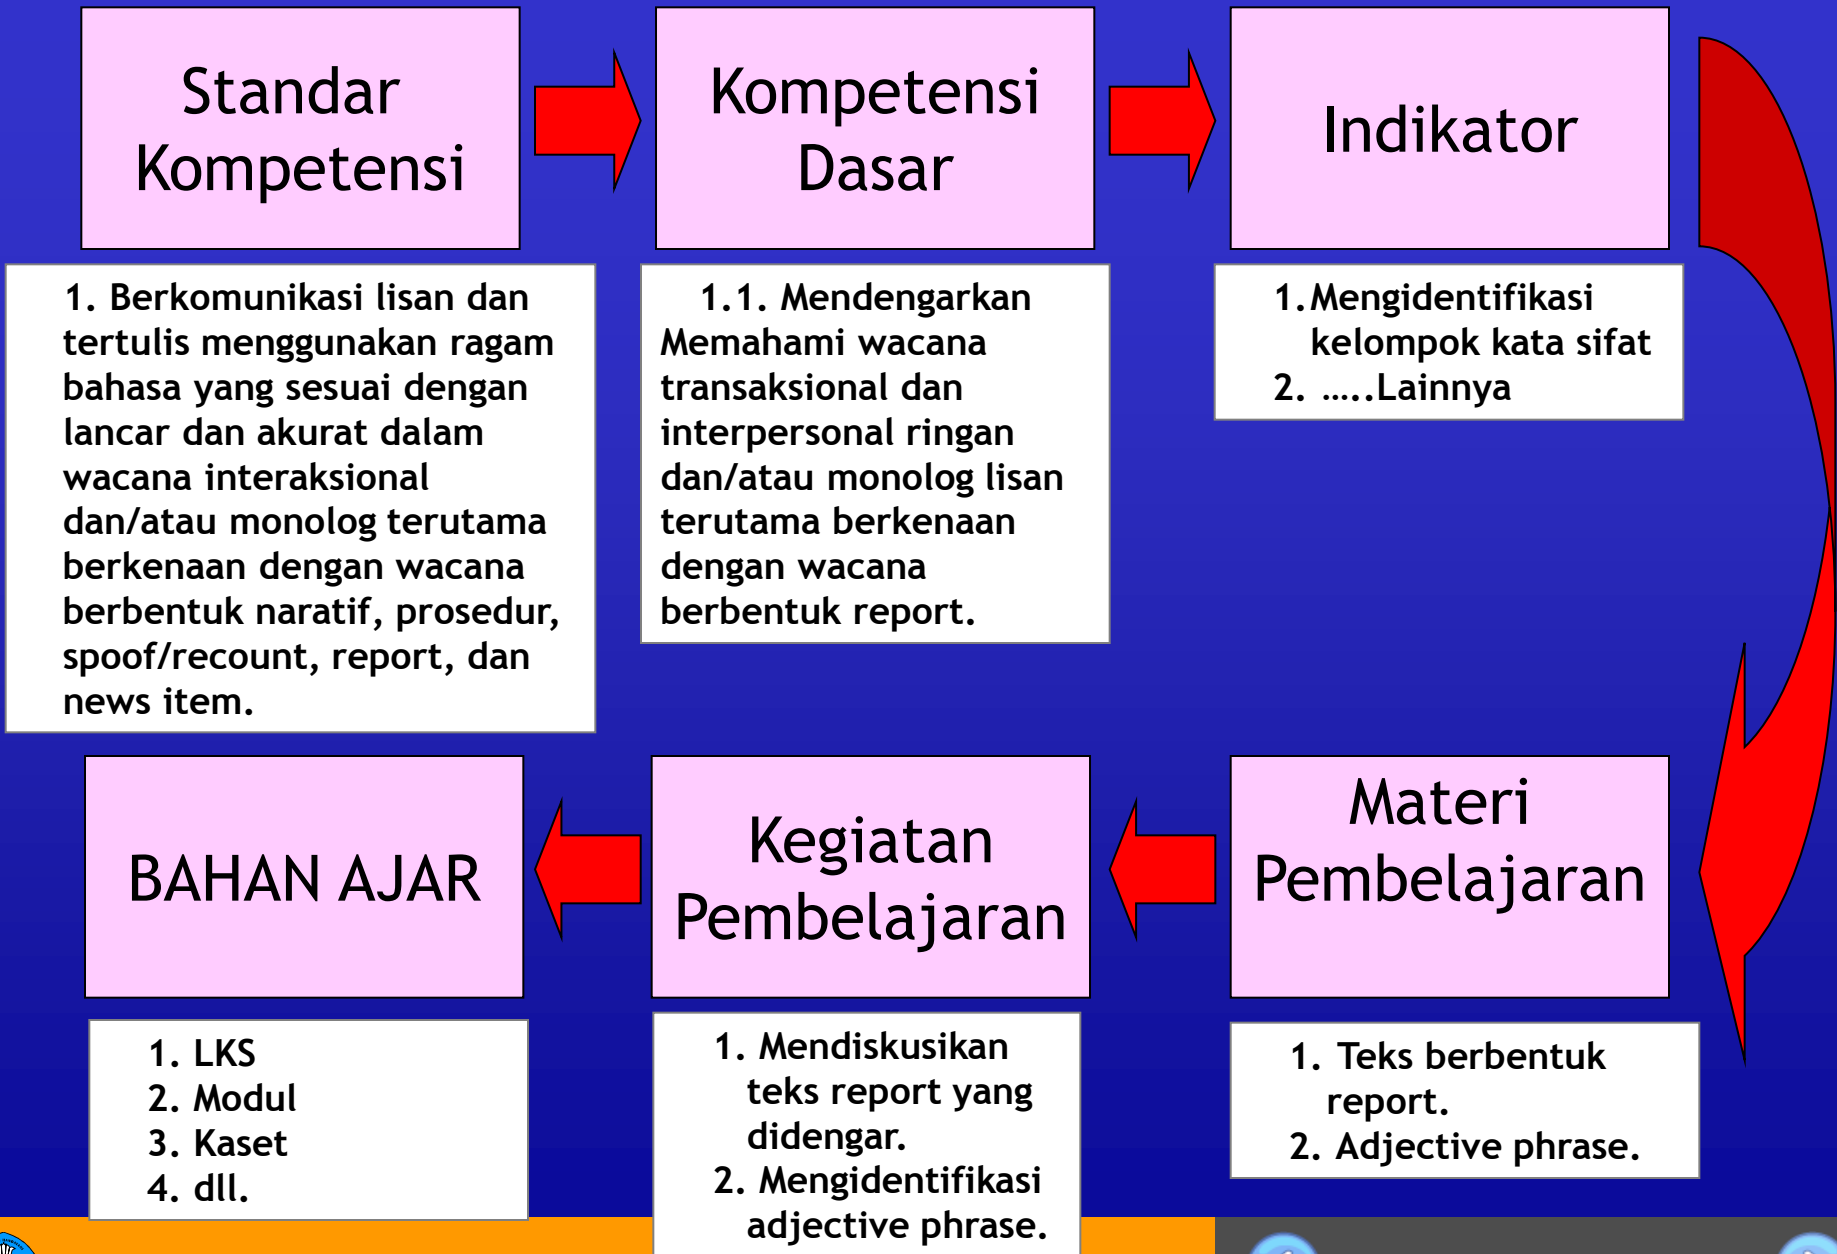 Standar
Kompetensi
Kompetensi
Dasar
Indikator
1. Berkomunikasi lisan dan
tertulis menggunakan ragam
bahasa yang sesuai dengan
lancar dan akurat dalam
wacana interaksional
dan/atau monolog terutama
berkenaan dengan wacana
berbentuk naratif, prosedur,
spoof/recount, report, dan
news item.
1.1. Mendengarkan
Memahami wacana
transaksional dan
interpersonal ringan
dan/atau monolog lisan
terutama berkenaan
dengan wacana
berbentuk report.
1.Mengidentifikasi
kelompok kata sifat
2. …..Lainnya
BAHAN AJAR
Kegiatan
Pembelajaran
Materi
Pembelajaran
1. LKS
2. Modul
3. Kaset
4. dll.
1. Mendiskusikan
teks report yang
didengar.
2. Mengidentifikasi
adjective phrase.
1. Teks berbentuk
report.
2. Adjective phrase.